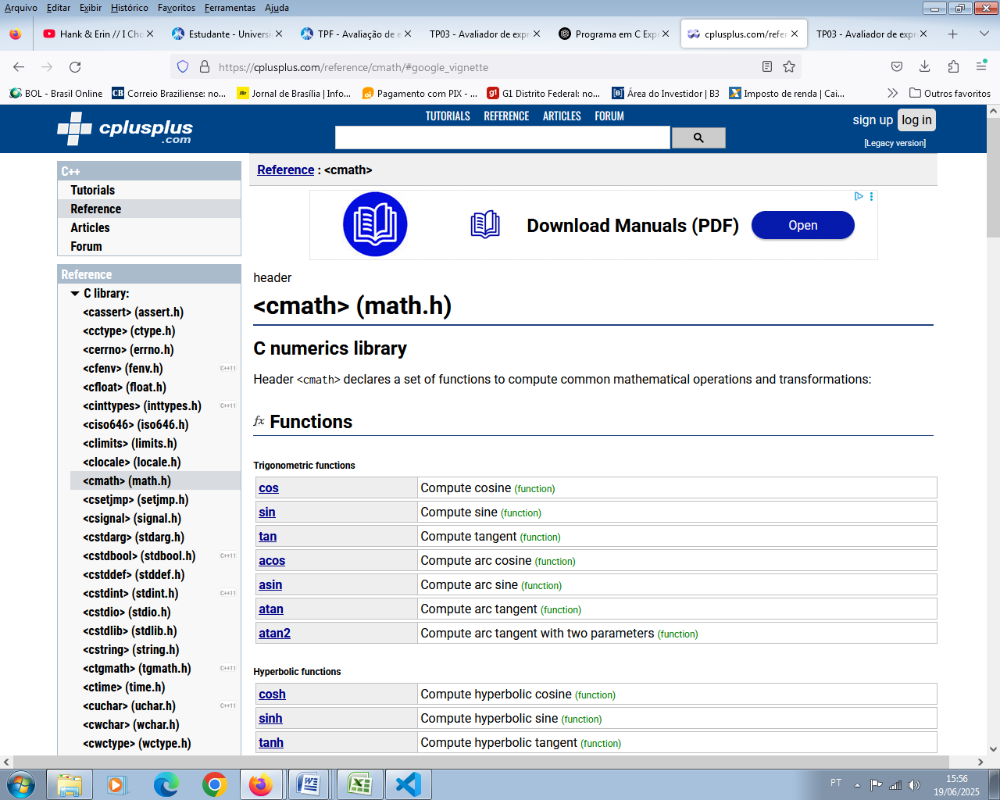 Arquivo Editar Exibir Histórico Favoritos Ferramentas Ajuda
Hank & Erin // I Cho
Estudante - Universi
TPF - Avaliação de e
TP03 - Avaliador de expr
Programa em C Exp
cplusplus.com/refer
TP03 - Avaliador de expr
https://cplusplus.com/reference/cmath/#google_vignette
BOL - Brasil Online
Correio Braziliense: no...
Jornal de Brasília | Info...
Pagamento com PIX - ...
G1 Distrito Federal: no...
Área do Investidor | B3
Imposto de renda | Cai...
Outros favoritos
cplusplus
.com
TUTORIALS REFERENCE ARTICLES FORUM
sign up log in
[Legacy version]
C++
Tutorials
Reference
Articles
Forum
Reference
C library:
<cassert> (assert.h)
<cctype> (ctype.h)
<cerrno> (errno.h)
<cfenv> (fenv.h) C++11
<cfloat> (float.h)
<cinttypes> (inttypes.h) C++11
<ciso646> (iso646.h)
<climits> (limits.h)
<clocale> (locale.h)
<cmath> (math.h)
<csetjmp> (setjmp.h)
<csignal> (signal.h)
<cstdarg> (stdarg.h)
<cstdbool> (stdbool.h) C++11
<cstddef> (stddef.h)
<cstdint> (stdint.h) C++11
<cstdio> (stdio.h)
<cstdlib> (stdlib.h)
<cstring> (string.h)
<ctgmath> (tgmath.h) C++11
<ctime> (time.h)
<cuchar> (uchar.h) C++11
<cwchar> (wchar.h)
<cwctype> (wctype.h)
Reference : <cmath>
Download Manuals (PDF)
Open
header
<cmath> (math.h)
C numerics library
Header <cmath> declares a set of functions to compute common mathematical operations and transformations:
fx Functions
Trigonometric functions
cos Compute cosine (function)
sin Compute sine (function)
tan Compute tangent (function)
acos Compute arc cosine (function)
asin Compute arc sine (function)
atan Compute arc tangent (function)
atan2 Compute arc tangent with two parameters (function)
Hyperbolic functions
cosh Compute hyperbolic cosine (function)
sinh Compute hyperbolic sine (function)
tanh Compute hyperbolic tangent (function)
PT
15:56
19/06/2025